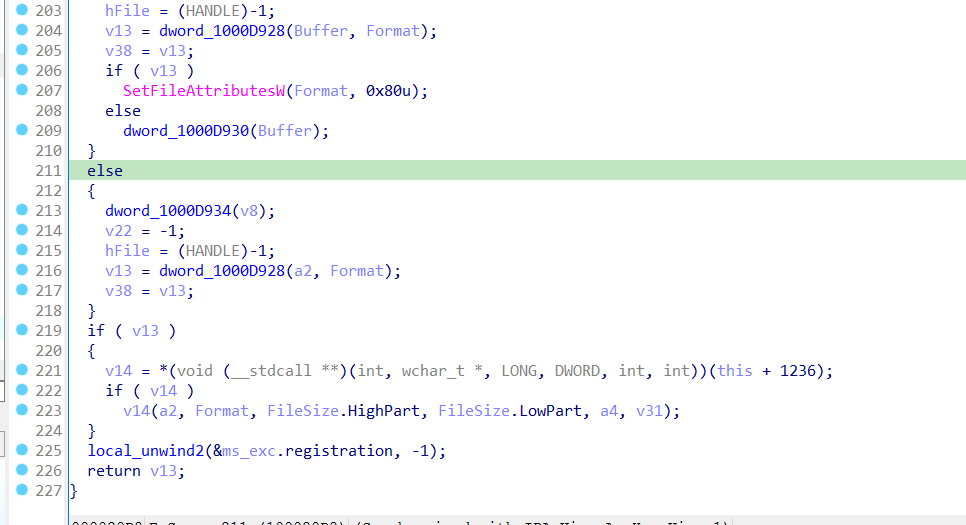 203 hFile = (HANDLE)-1;
204 v13 = dword_1000D928(Buffer, Format);
205 v38 = v13;
206 if ( v13 )
207 SetFileAttributesW(Format, 0x80u);
208 else
209 dword_1000D930(Buffer);
210 }
211 else
212 {
213 dword_1000D934(v8);
214 v22 = -1;
215 hFile = (HANDLE)-1;
216 v13 = dword_1000D928(a2, Format);
217 v38 = v13;
218 }
219 if ( v13 )
220 {
221 v14 = *(void (__stdcall **)(int, wchar_t *, LONG, DWORD, int, int))(this + 1236);
222 if ( v14 )
223 v14(a2, Format, FileSize.HighPart, FileSize.LowPart, a4, v31);
224 }
225 local_unwind2(&ms_exc.registration, -1);
226 return v13;
227 }